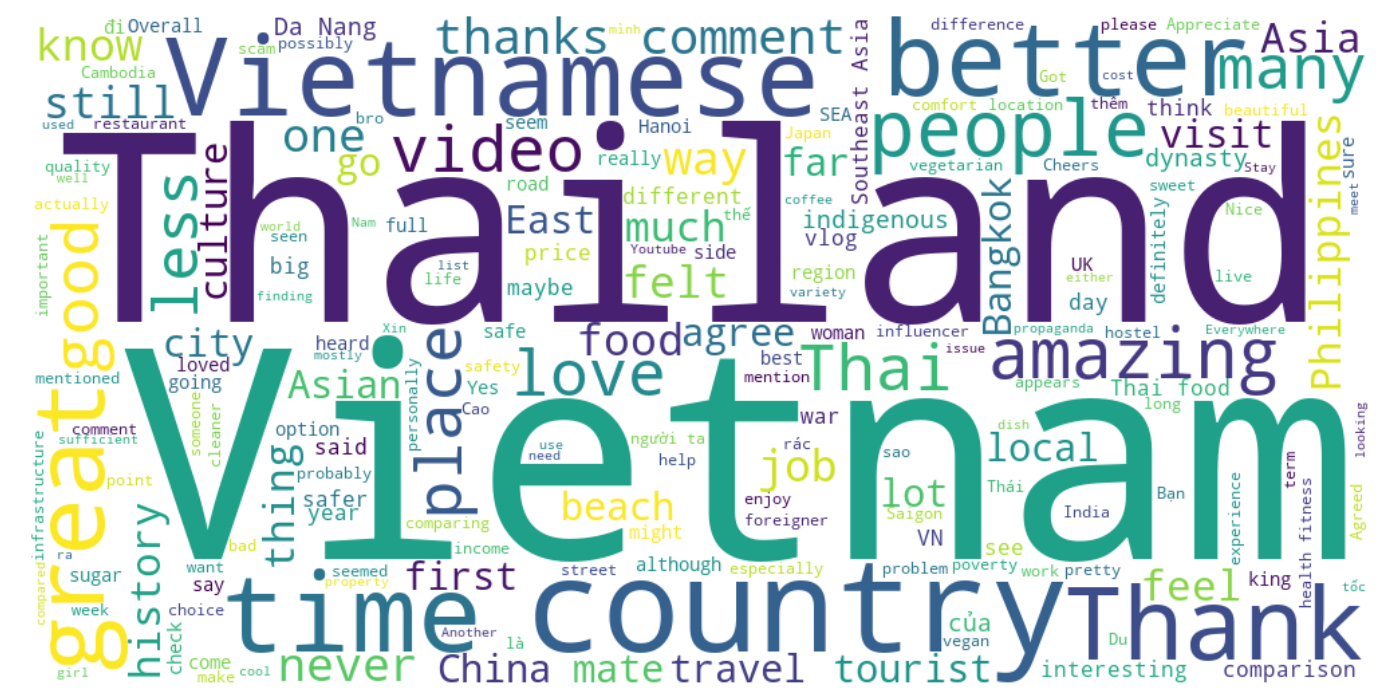 know
đi
Overall
Da Nang
scam
possibly
Cambodia
Vietnamese
thanks
mình
comment
Southeast Asia
difference
please
Appreciate
Asia
better
Got
cost
many
still
used
restaurant
bro
one
go
video
seem
Hanoi
SEA
Japan
really
way
far
people
comfort
location
thêm
think
beautiful
visit
vegetarian
Cheers
dynasty
Stay
quality
well
actually
less
culture
Thailand
road
different
East
much
thế
coffee
indigenous
vlog
Bangkok
sweet
definitely
Nice
Philippines
sure
meet
important
good
world
seen
Nam
full
big
finding
list
life
price
Youtube
side
felt
maybe
region
variety
UK
either
day
live
city
heard
mostly
Xin
safe
food
agree
woman
influencer
propaganda
hostel
Everywhere
issue
amazing
mentioned
loved
going
Asian
personally
place
safety
Yes
love
best
mention
Thai
appears
Thai food
long
great
comment
sufficient
someone
cleaner
option
said
Cao
Vietnam
war
use
need
người ta
help
rác
job
sao
dish
local
looking
infrastructure
compared
point
thing
probably
safer
year
comparing
beach
might
enjoy
foreigner
lot
Saigon
VN
Thái
India
Bạn
experience
term
health fitness
Agreed
history
bad
want
say
income
see
ra
sugar
week
choice
seemed
property
first
street
although
especially
problem
poverty
work
pretty
feel
king
tốc
check
time
country
Thank
girl
come
make
cool
never
Another
là
China
mate
travel
tourist
của
vegan
Du
interesting
comparison